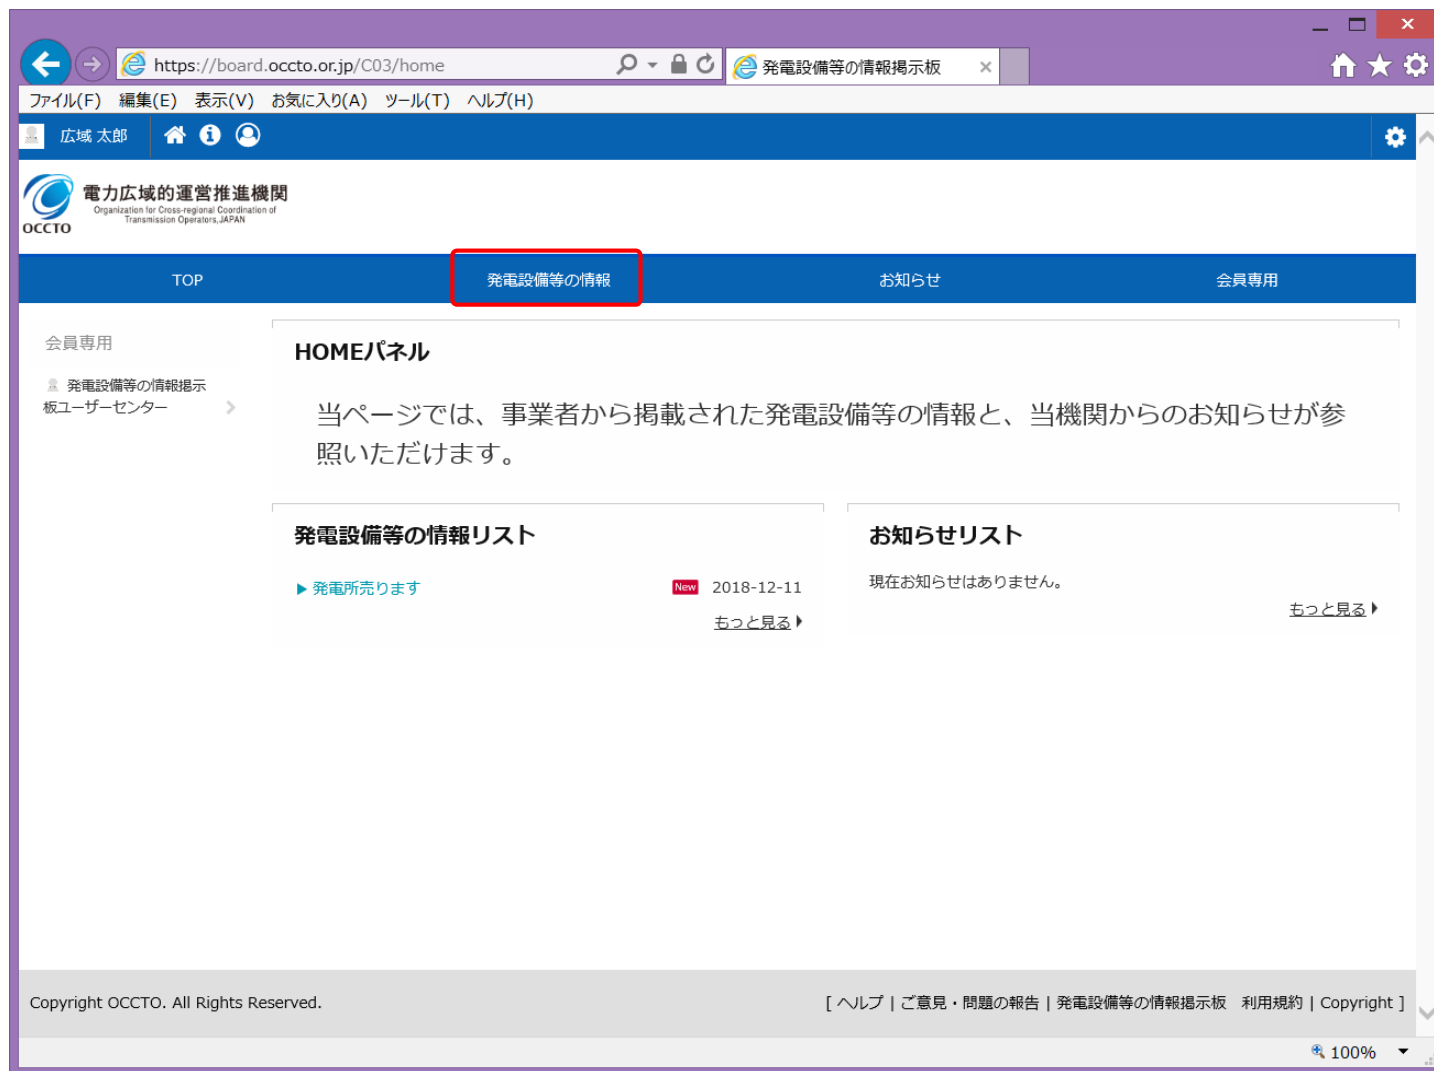 https://board.occto.or.jp/C03/home
発電設備等の情報掲示板
ファイル(F) 編集(E) 表示(V) お気に入り(A) ツール(T) ヘルプ(H)
広域 太郎
電力広域的運営推進機関
Organization for Cross-regional Coordination of
Transmission Operators, JAPAN
OCCTO
TOP 発電設備等の情報 お知らせ 会員専用
会員専用
発電設備等の情報掲示
板ユーザーセンター
HOMEパネル
当ページでは、事業者から掲載された発電設備等の情報と、当機関からのお知らせが参
照いただけます。
発電設備等の情報リスト
発電所売ります New 2018-12-11
もっと見る
お知らせリスト
現在お知らせはありません。
もっと見る
Copyright OCCTO. All Rights Reserved.
[ ヘルプ | ご意見・問題の報告 | 発電設備等の情報掲示板 利用規約 | Copyright ]
100%